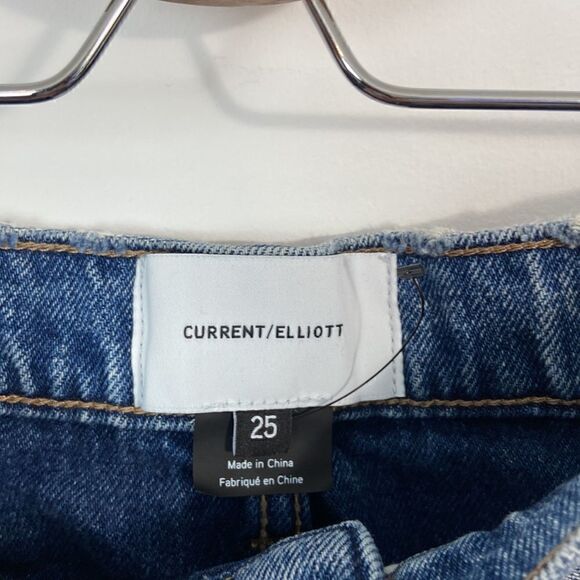 CURRENT/ELLIOTT
25
Made in China
Fabriqué en Chine